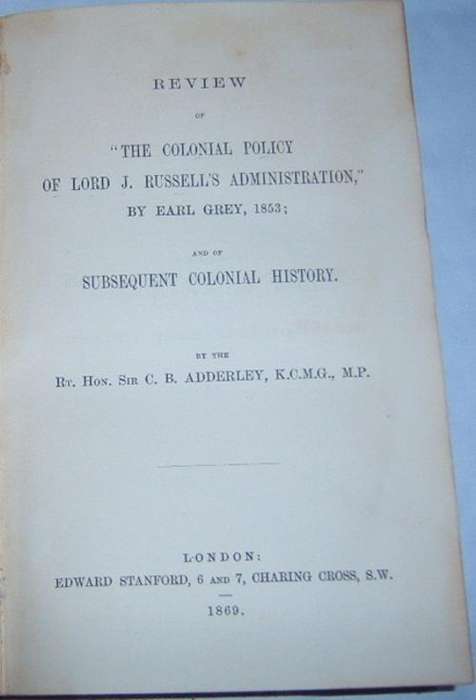 REVIEW
OF
"THE COLONIAL POLICY
OF LORD J. RUSSELL'S ADMINISTRATION,"
BY EARL GREY, 1853;
AND OF
SUBSEQUENT COLONIAL HISTORY.
BY THE
RT. HON. SIR C. B. ADDERLEY, K.C.M.G., M.P.
LONDON:
EDWARD STANFORD, 6 AND 7, CHARING CROSS, S.W.
1869.